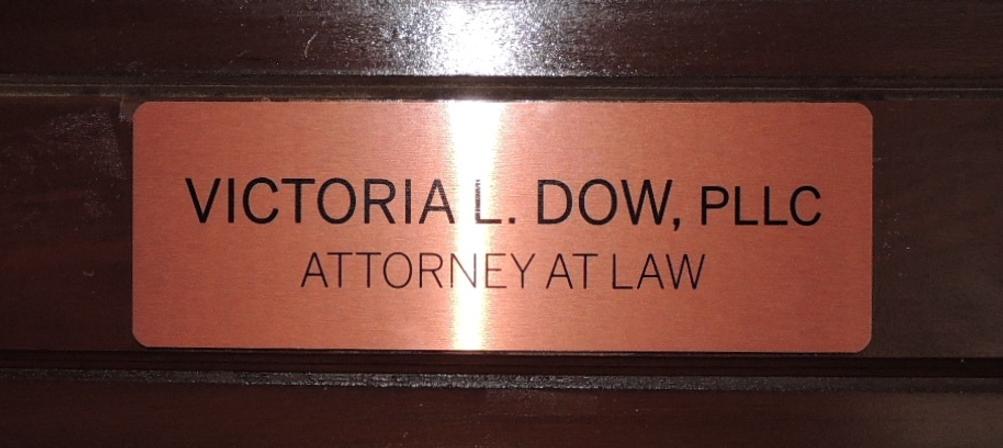 VICTORIA L. DOW, PLLC
ATTORNEY AT LAW